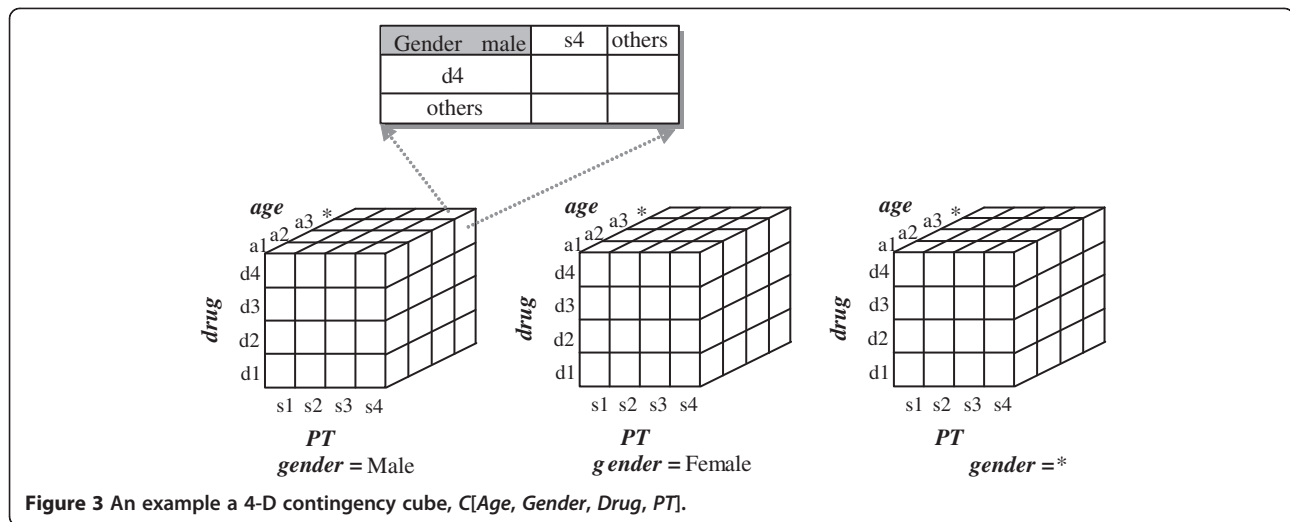 Gender male s4 others
d4
others
age
a1 a2 a3 *
d4
d3
d2
d1
drug
s1 s2 s3 s4
PT
gender = Male
age
a1 a2 a3 *
d4
d3
d2
d1
drug
s1 s2 s3 s4
PT
gender = Female
age
a1 a2 a3 *
d4
d3
d2
d1
drug
s1 s2 s3 s4
PT
gender =*
Figure 3 An example a 4-D contingency cube, C[Age, Gender, Drug, PT].